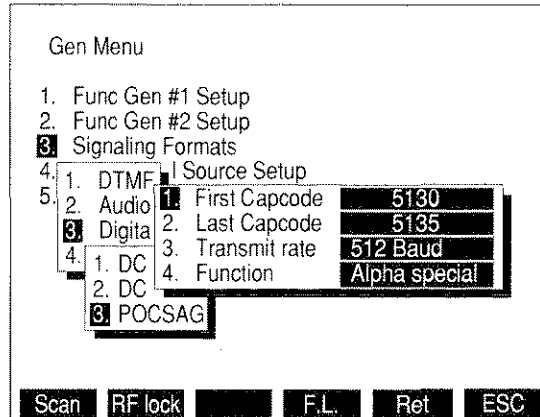 Gen Menu
1. Func Gen #1 Setup
2. Func Gen #2 Setup
3. Signaling Formats
4. l Source Setup
5.
1. DTMF
2. Audio
3. Digita
4.
1. First Capcode 5130
2. Last Capcode 5135
3. Transmit rate 512 Baud
4. Function Alpha special
1. DC
2. DC
3. POCSAG
Scan RF lock F.L. Ret ESC